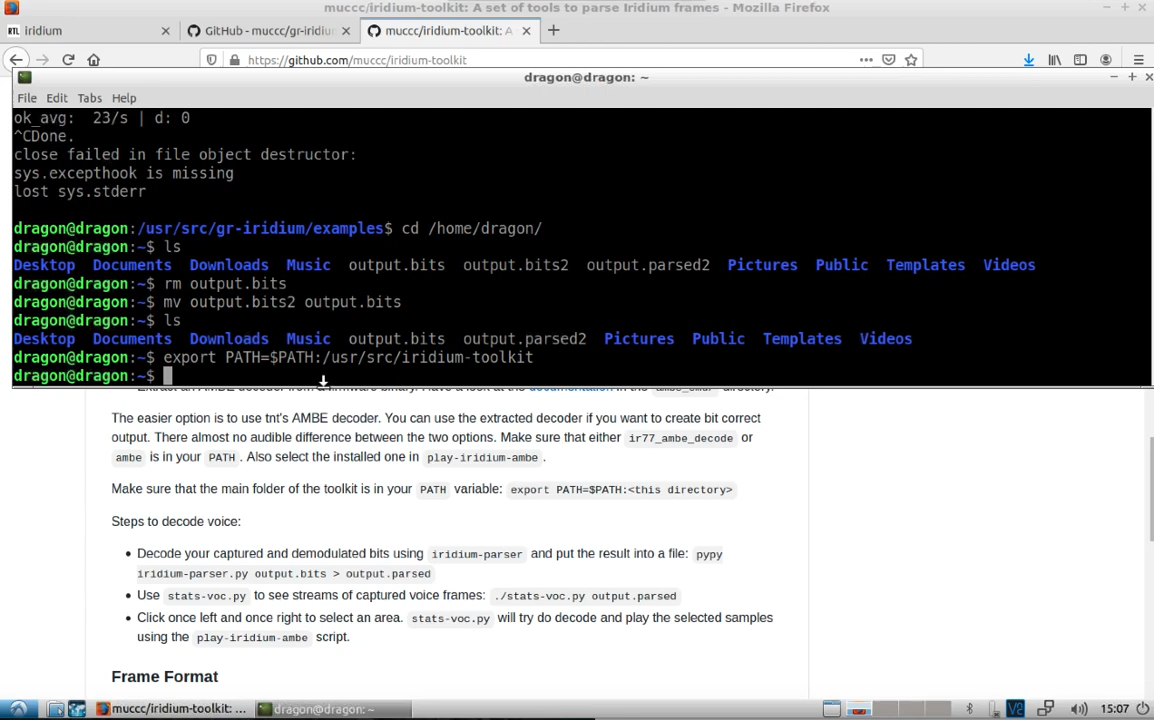 muccc/iridium-toolkit: A set of tools to parse Iridium frames - Mozilla Firefox
RTL iridium
GitHub - muccc/gr-iridiu
muccc/iridium-toolkit: A
https://github.com/muccc/iridium-toolkit
dragon@dragon: ~
File Edit Tabs Help
ok_avg:  23/s | d: 0
^CDone.
close failed in file object destructor:
sys.excepthook is missing
lost sys.stderr
dragon@dragon:/usr/src/gr-iridium/examples$ cd /home/dragon/
dragon@dragon:~$ ls
Desktop  Documents  Downloads  Music  output.bits  output.bits2  output.parsed2  Pictures  Public  Templates  Videos
dragon@dragon:~$ rm output.bits
dragon@dragon:~$ mv output.bits2 output.bits
dragon@dragon:~$ ls
Desktop  Documents  Downloads  Music  output.bits  output.parsed2  Pictures  Public  Templates  Videos
dragon@dragon:~$ export PATH=$PATH:/usr/src/iridium-toolkit
dragon@dragon:~$
The easier option is to use tnt's AMBE decoder. You can use the extracted decoder if you want to create bit correct
output. There almost no audible difference between the two options. Make sure that either ir77_ambe_decode or
ambe is in your PATH. Also select the installed one in play-iridium-ambe.
Make sure that the main folder of the toolkit is in your PATH variable: export PATH=$PATH:<this directory>
Steps to decode voice:
• Decode your captured and demodulated bits using iridium-parser and put the result into a file: pypy
iridium-parser.py output.bits > output.parsed
• Use stats-voc.py to see streams of captured voice frames: ./stats-voc.py output.parsed
• Click once left and once right to select an area. stats-voc.py will try do decode and play the selected samples
using the play-iridium-ambe script.
Frame Format
muccc/iridium-toolkit: ...
dragon@dragon: ~
V2
15:07